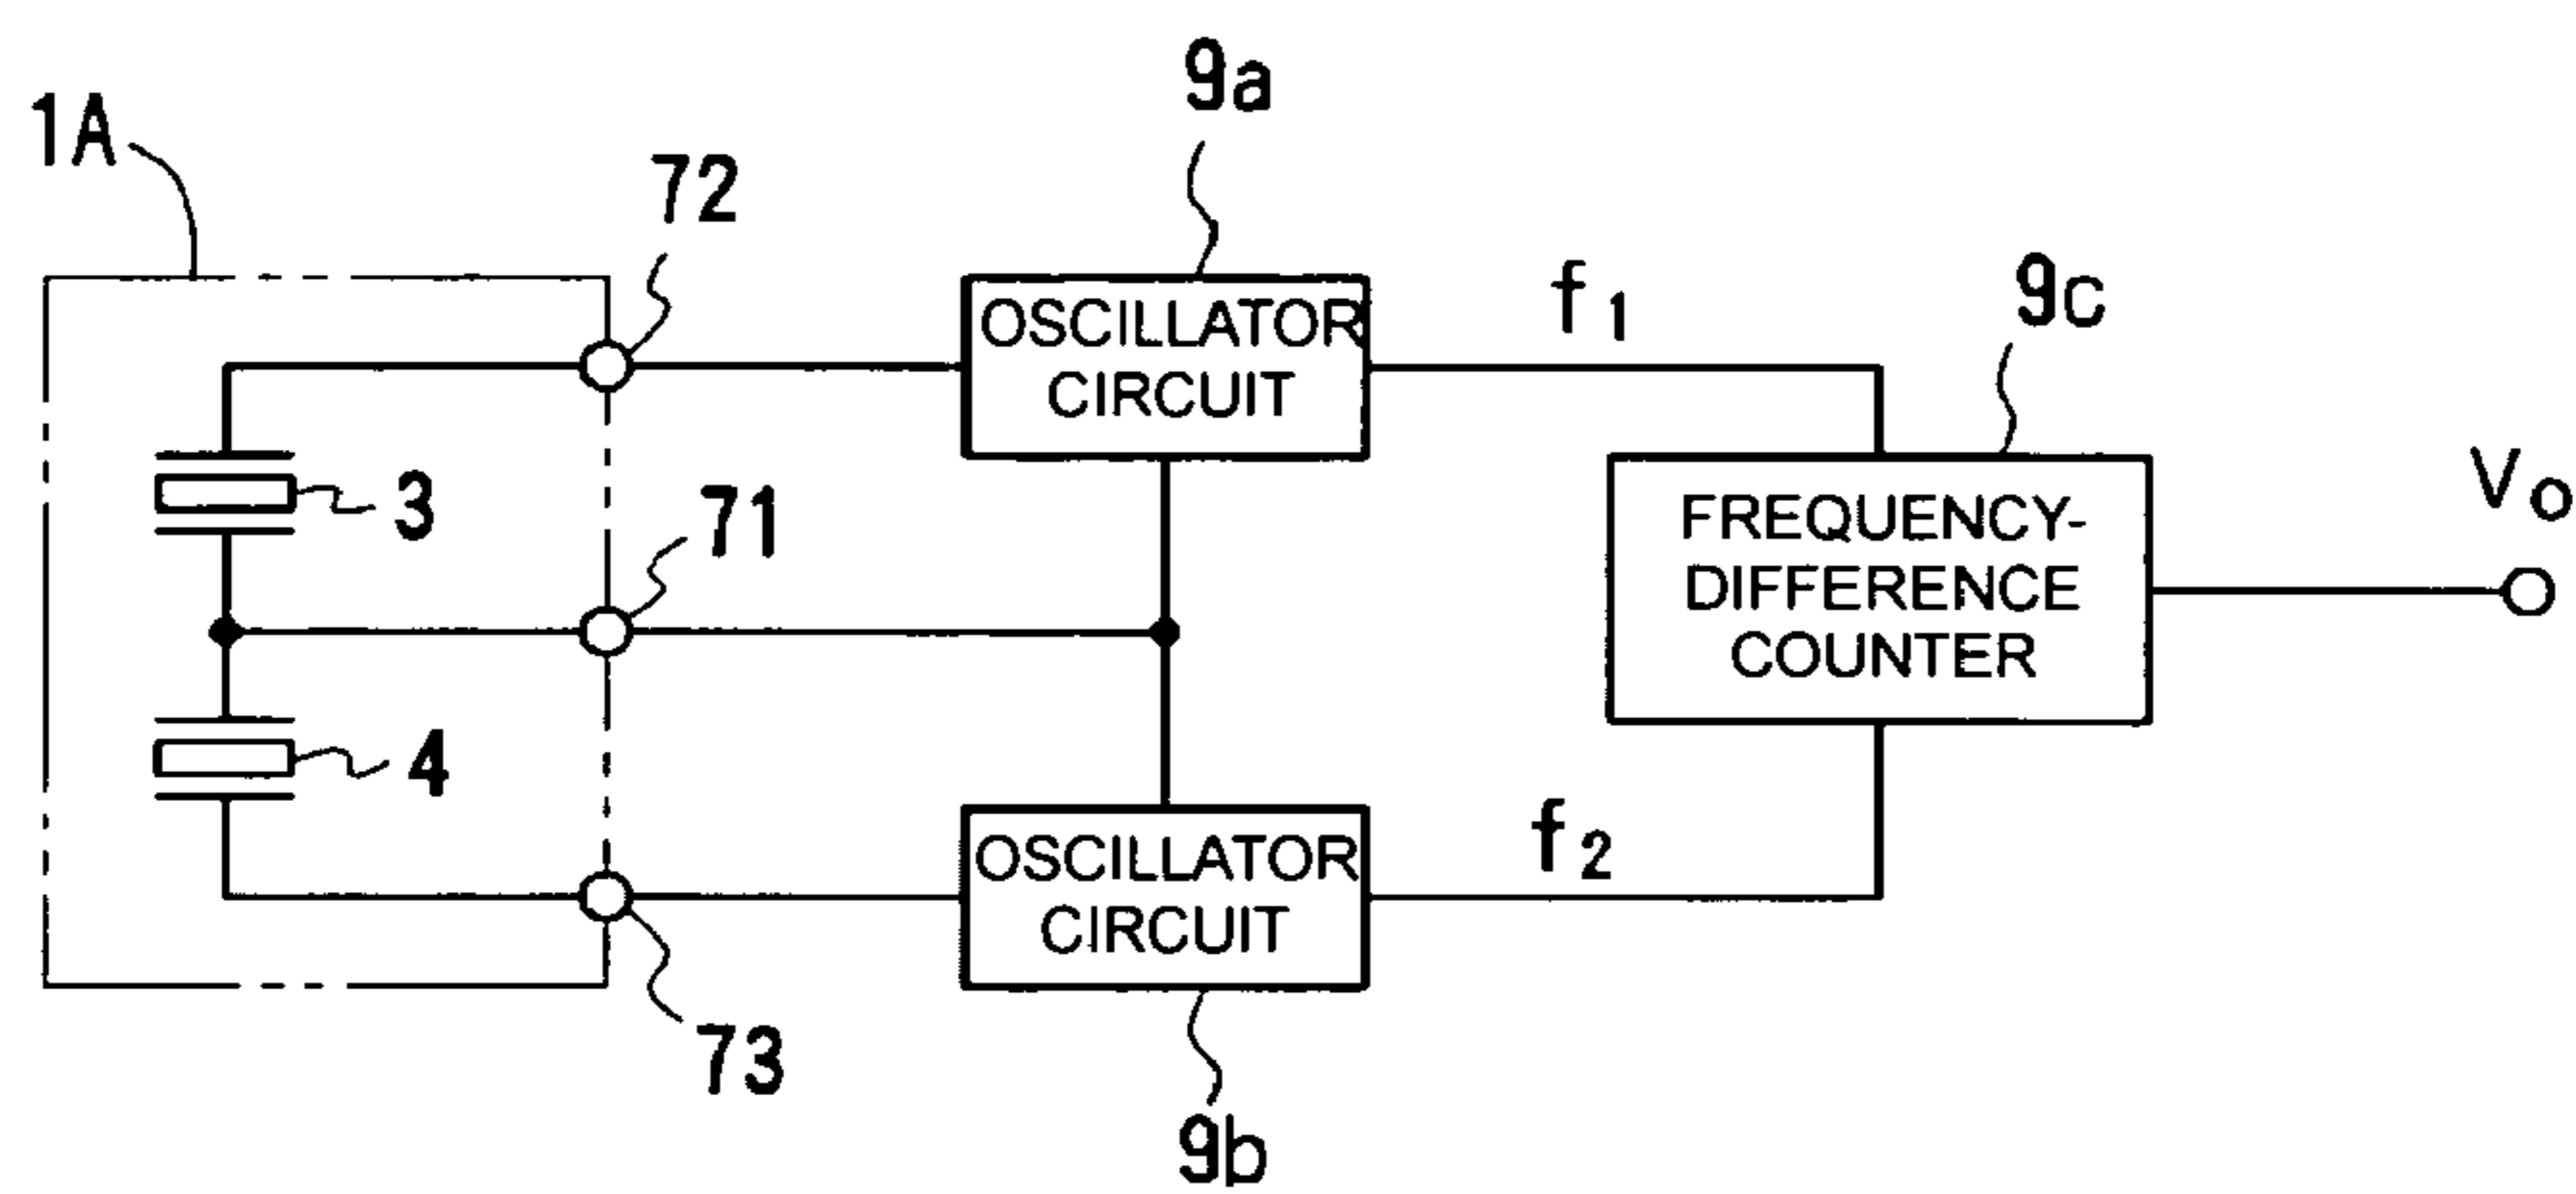 1A
72
9a
OSCILLATOR
CIRCUIT
f1
9c
3
71
FREQUENCY-
DIFFERENCE
COUNTER
Vo
4
OSCILLATOR
CIRCUIT
f2
73
9b